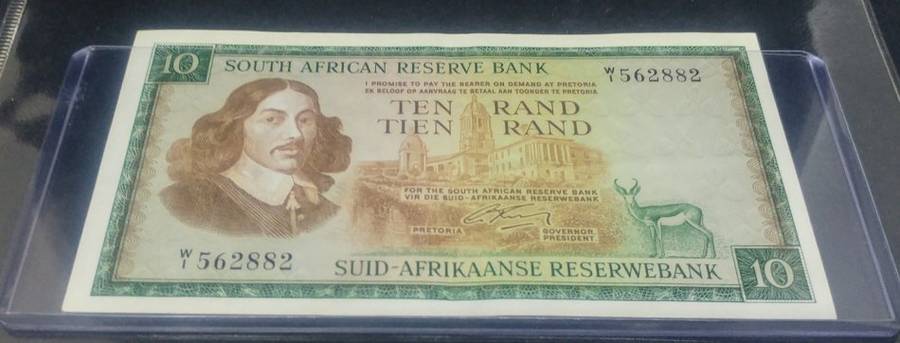 10
SOUTH AFRICAN RESERVE BANK
W/1 562882
I PROMISE TO PAY THE BEARER ON DEMAND AT PRETORIA
EK BELOOF OP AANVRAAG TE BETAAL AAN TOONDER TE PRETORIA
TEN RAND
TIEN RAND
FOR THE SOUTH AFRICAN RESERVE BANK
VIR DIE SUID-AFRIKAANSE RESERWEBANK
PRETORIA
GOVERNOR.
PRESIDENT.
W/1 562882
SUID-AFRIKAANSE RESERWEBANK
10